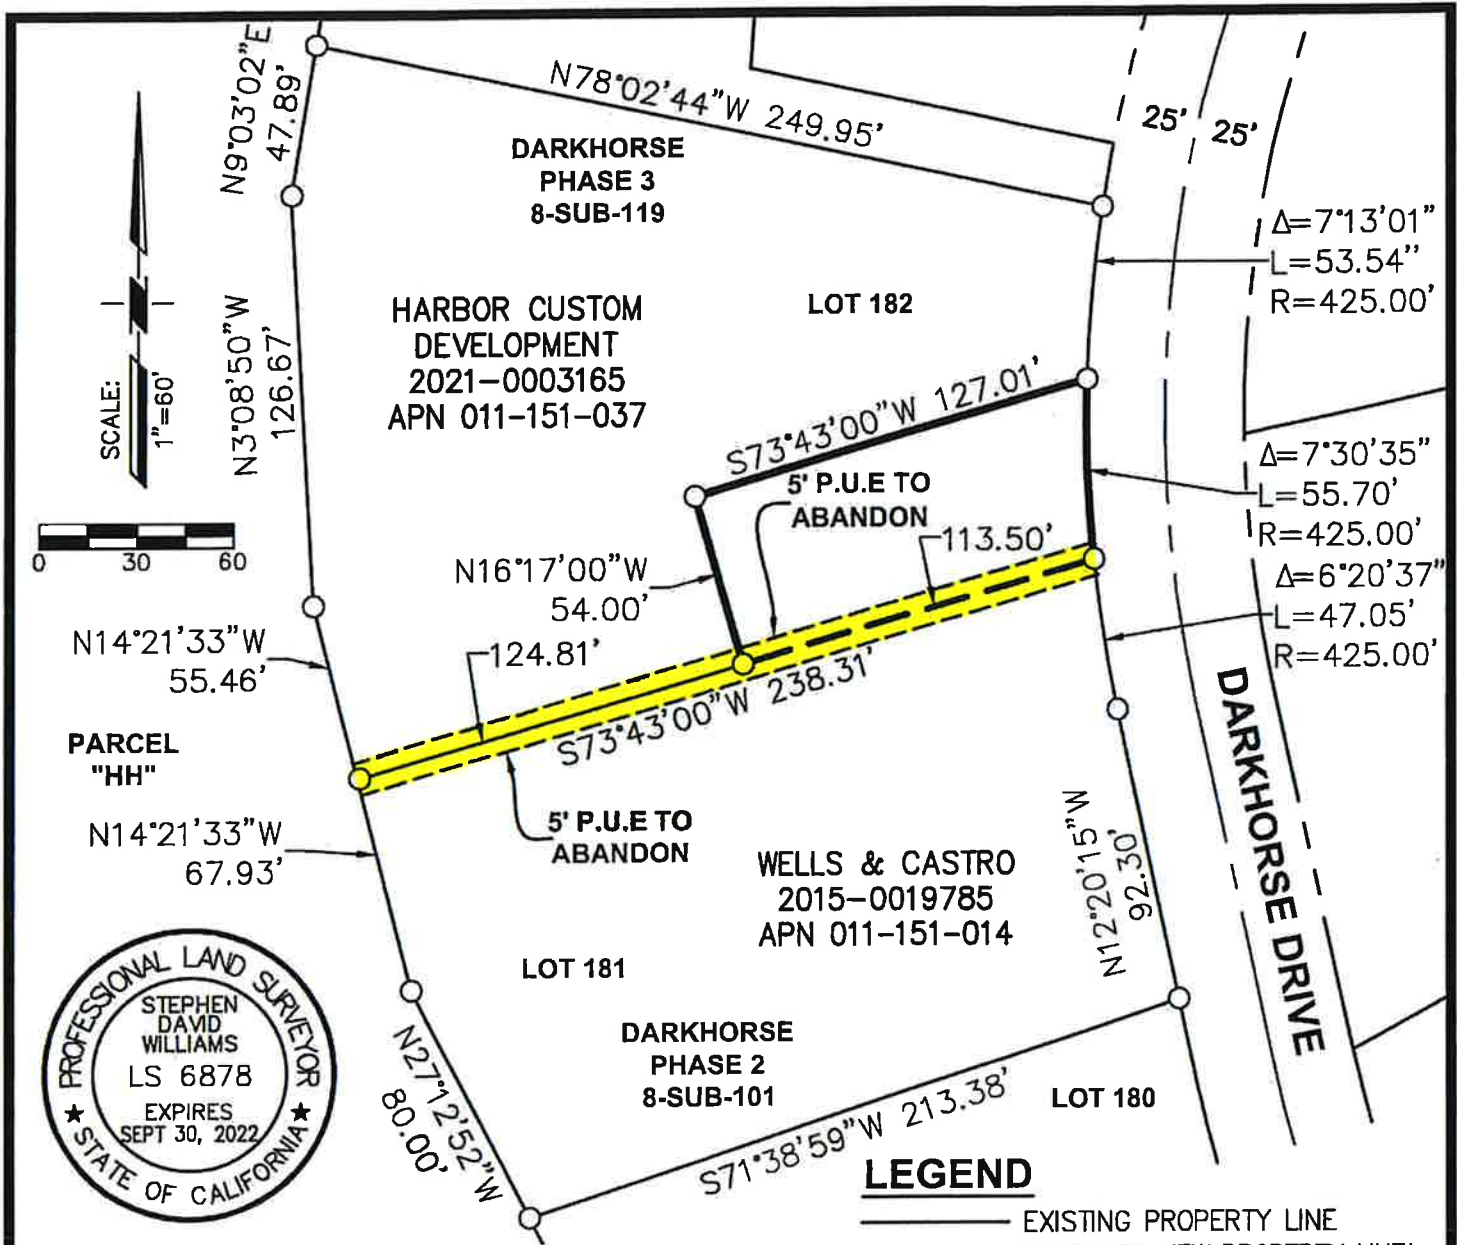 N9°03'02"E
47.89'
N78°02'44"W 249.95'
25' 25'
DARKHORSE
PHASE 3
8-SUB-119
Δ=7°13'01"
L=53.54"
R=425.00'
HARBOR CUSTOM
DEVELOPMENT
2021-0003165
APN 011-151-037
LOT 182
SCALE:
1"=60'
N3°08'50"W
126.67'
0 30 60
S73°43'00"W 127.01'
5' P.U.E TO
ABANDON
Δ=7°30'35"
L=55.70'
R=425.00'
113.50'
N16°17'00"W
54.00'
Δ=6°20'37"
L=47.05'
R=425.00'
N14°21'33"W
55.46'
124.81'
S73°43'00"W 238.31'
PARCEL
"HH"
DARKHORSE DRIVE
5' P.U.E TO
ABANDON
N14°21'33"W
67.93'
WELLS & CASTRO
2015-0019785
APN 011-151-014
N12°20'15"W
92.30'
LOT 181
PROFESSIONAL LAND SURVEYOR
STEPHEN
DAVID
WILLIAMS
LS 6878
EXPIRES
SEPT 30, 2022
★ STATE OF CALIFORNIA ★
DARKHORSE
PHASE 2
8-SUB-101
N27°12'52"W
80.00'
S71°38'59"W 213.38'
LOT 180
LEGEND
EXISTING PROPERTY LINE